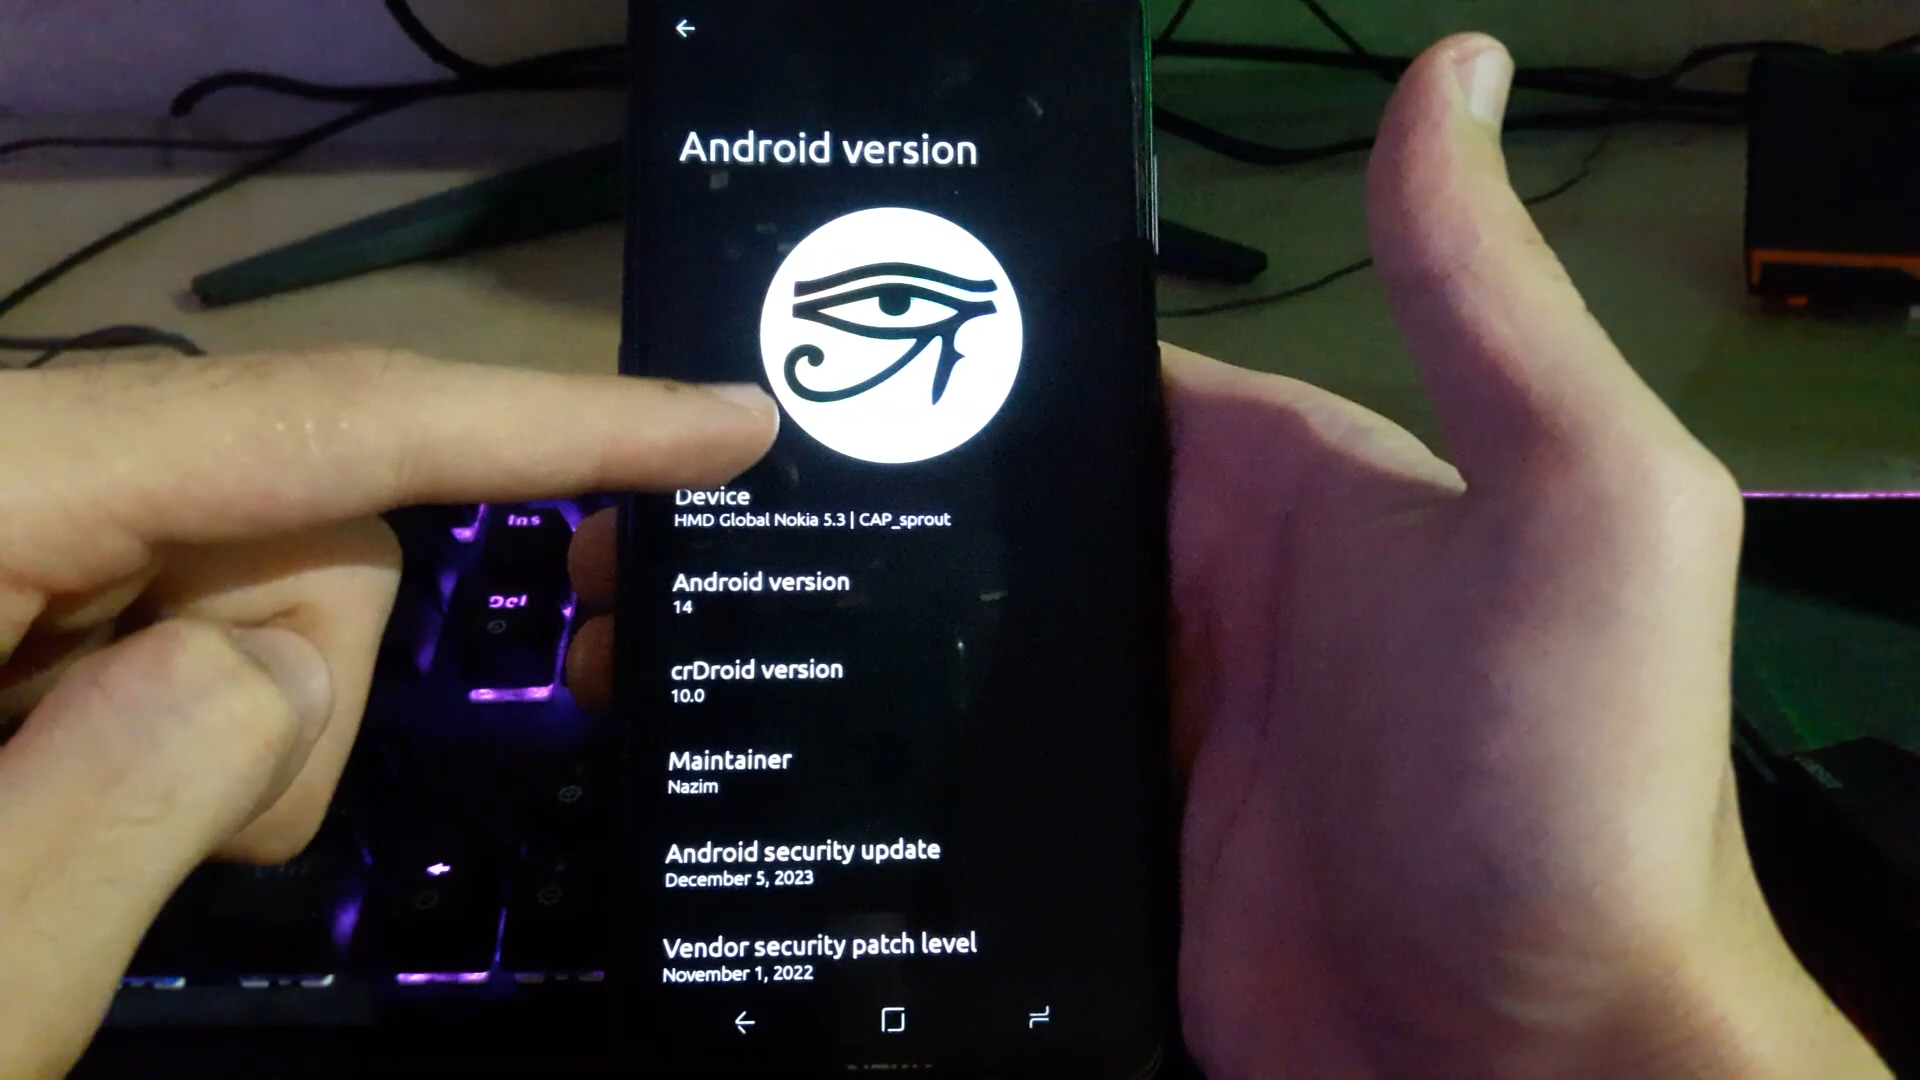 Android version
Device
HMD Global Nokia 5.3 | CAP_sprout
Ins
Android version
14
Del
crDroid version
10.0
Maintainer
Nazim
Android security update
December 5, 2023
Vendor security patch level
November 1, 2022